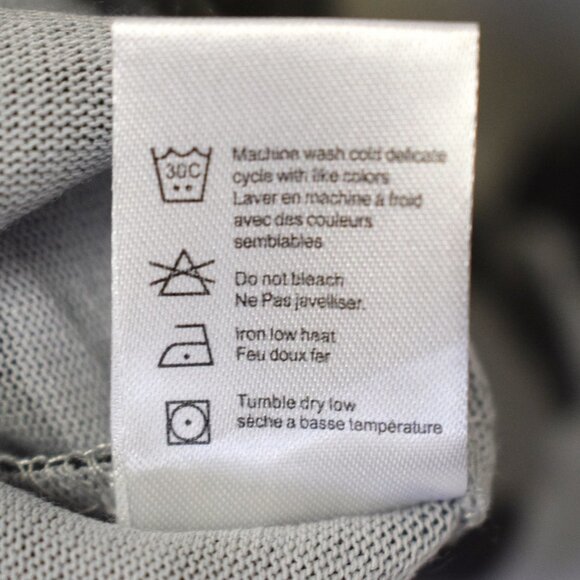 30C
Machine wash cold delicate
cycle with like colors
Laver en machine à froid
avec des couleurs
semblables
Do not bleach
Ne Pas javelliser.
Iron low heat
Feu doux fer
Tumble dry low
sèche a basse température